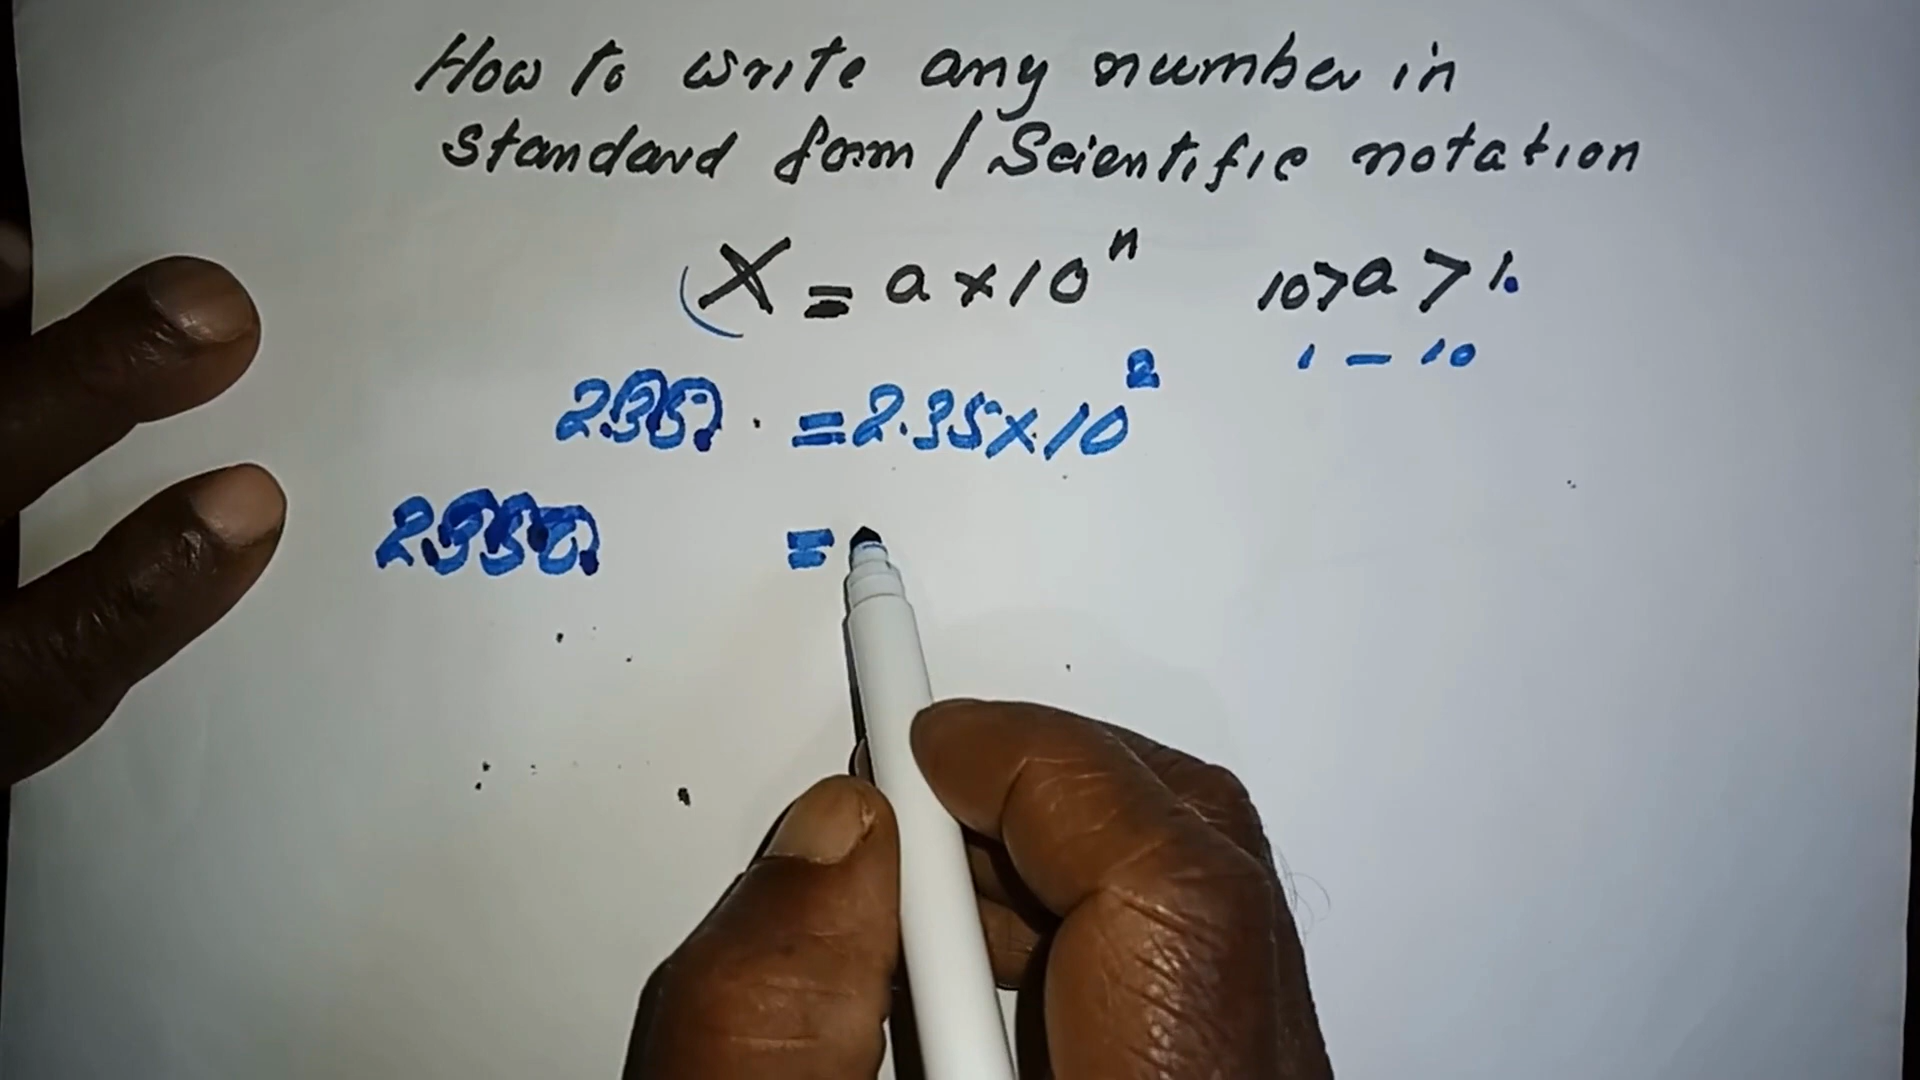 How to write any number in
standard form / Scientific notation
X = a × 10ⁿ 10 > a > 1.
1 – 10
235. = 2.35 × 10²
=